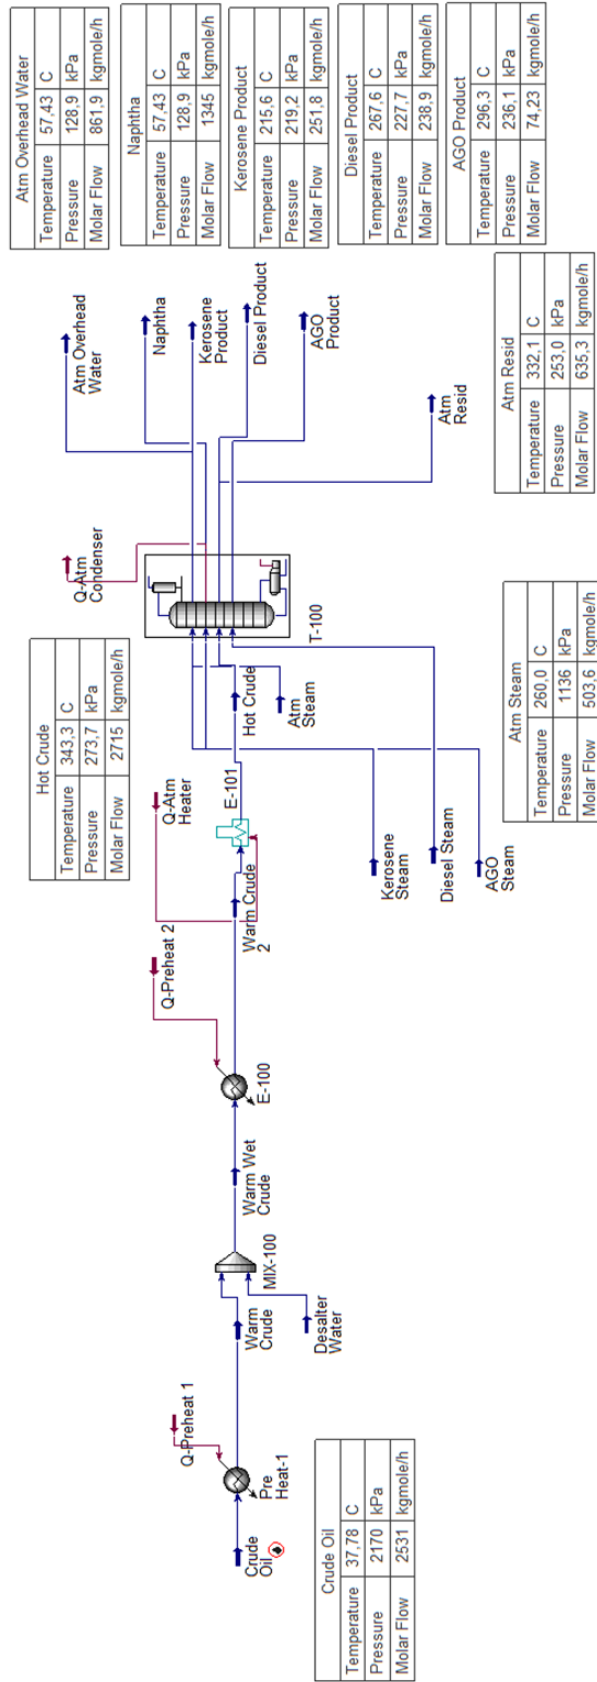 Crude Oil
Temperature 37,78 C
Pressure 2170 kPa
Molar Flow 2531 kgmole/h
Crude
Oil
Q-Preheat 1
Pre
Heat-1
Warm
Crude
Desalter
Water
MIX-100
Warm Wet
Crude
E-100
Q-Preheat 2
Warm Crude
2
Q-Atm
Heater
E-101
Hot Crude
Temperature 343,3 C
Pressure 273,7 kPa
Molar Flow 2715 kgmole/h
Hot Crude
Atm
Steam
Kerosene
Steam
Diesel Steam
AGO
Steam
T-100
Q-Atm
Condenser
Atm Steam
Temperature 260,0 C
Pressure 1136 kPa
Molar Flow 503,6 kgmole/h
Atm Overhead
Water
Naphtha
Kerosene
Product
Diesel Product
AGO
Product
Atm
Resid
Atm Resid
Temperature 332,1 C
Pressure 253,0 kPa
Molar Flow 635,3 kgmole/h
Atm Overhead Water
Temperature 57,43 C
Pressure 128,9 kPa
Molar Flow 861,9 kgmole/h
Naphtha
Temperature 57,43 C
Pressure 128,9 kPa
Molar Flow 1345 kgmole/h
Kerosene Product
Temperature 215,6 C
Pressure 219,2 kPa
Molar Flow 251,8 kgmole/h
Diesel Product
Temperature 267,6 C
Pressure 227,7 kPa
Molar Flow 238,9 kgmole/h
AGO Product
Temperature 296,3 C
Pressure 236,1 kPa
Molar Flow 74,23 kgmole/h